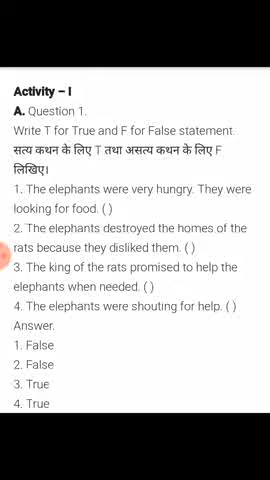 Activity – I
A. Question 1.
Write T for True and F for False statement.
सत्य कथन के लिए T तथा असत्य कथन के लिए F
लिखिए।
1. The elephants were very hungry. They were
looking for food. ( )
2. The elephants destroyed the homes of the
rats because they disliked them. ( )
3. The king of the rats promised to help the
elephants when needed. ( )
4. The elephants were shouting for help. ( )
Answer.
1. False
2. False
3. True
4. True